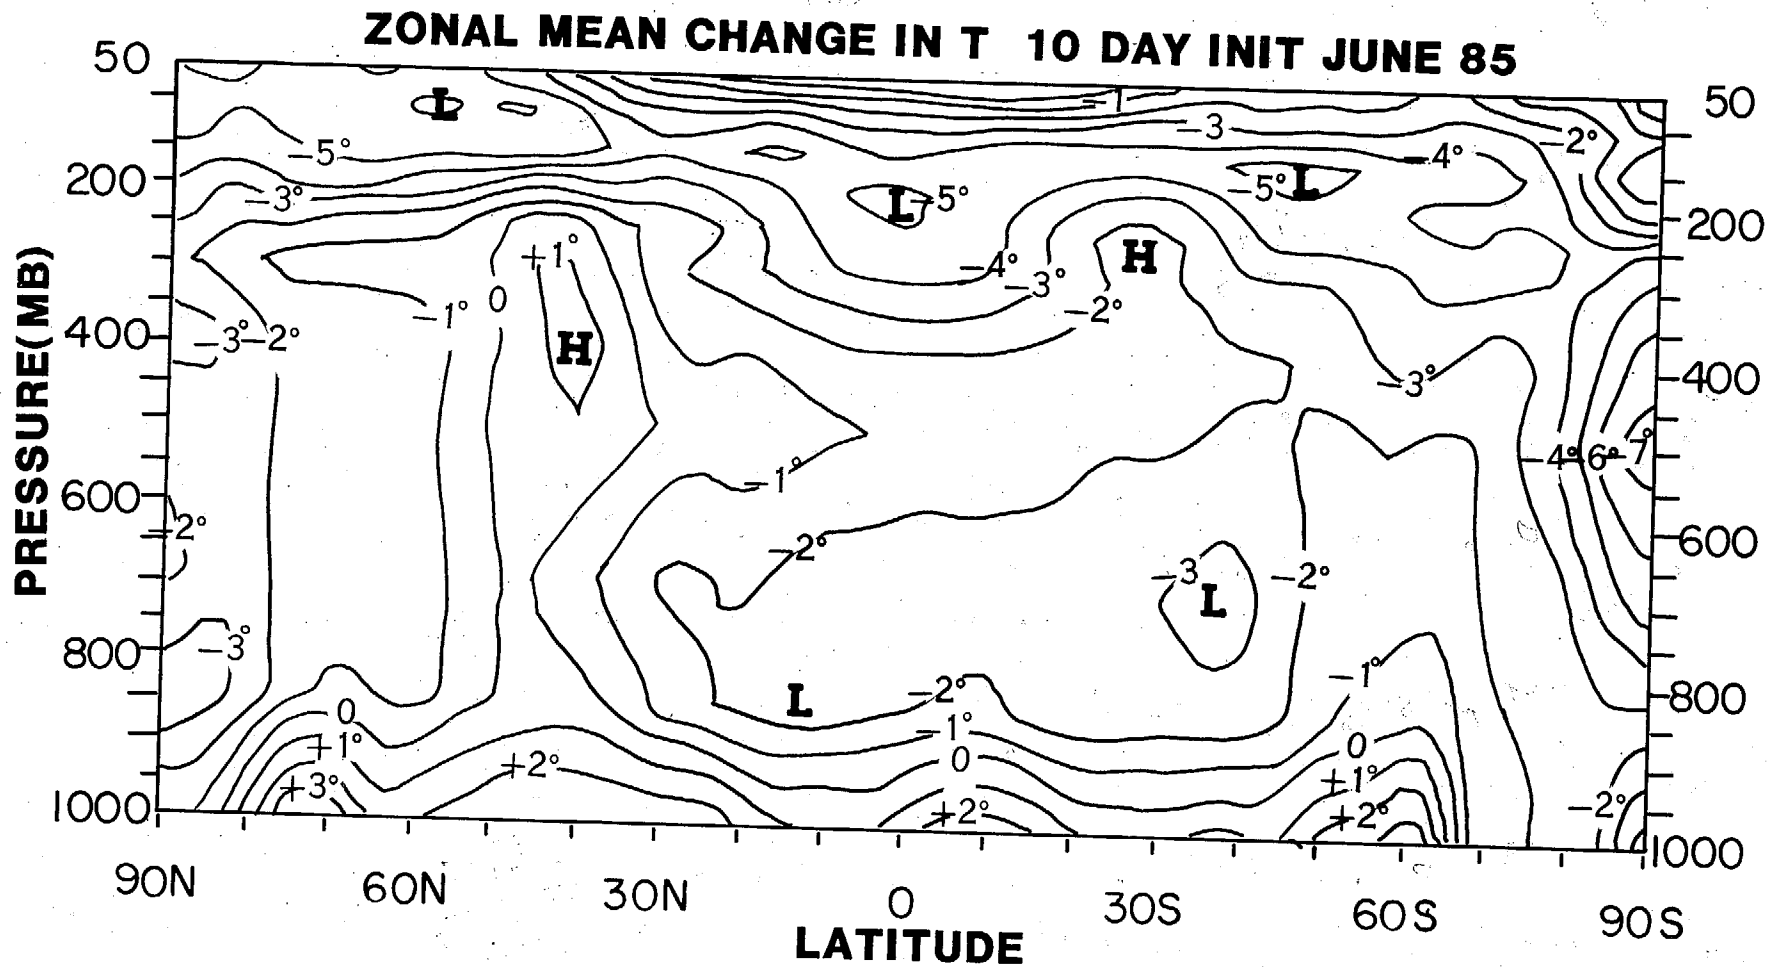 ZONAL MEAN CHANGE IN T 10 DAY INIT JUNE 85
50
50
L
-1
-3
-2°
-5°
-4°
200
-3°
L-5°
-5°L
200
+1°
-4°
H
-3°
-1°
0
-2°
-3°-2°
400
H
-3°
400
-1°
-4°-6°-7°
600
-2°
-2°
600
-3
L
-2°
-3°
800
-1°
L
-2°
800
0
-1°
+1°
+2°
0
0
+3°
+1°
1000
+2°
+2°
-2°
1000
PRESSURE(MB)
90N
60N
30N
0
30S
60S
90S
LATITUDE